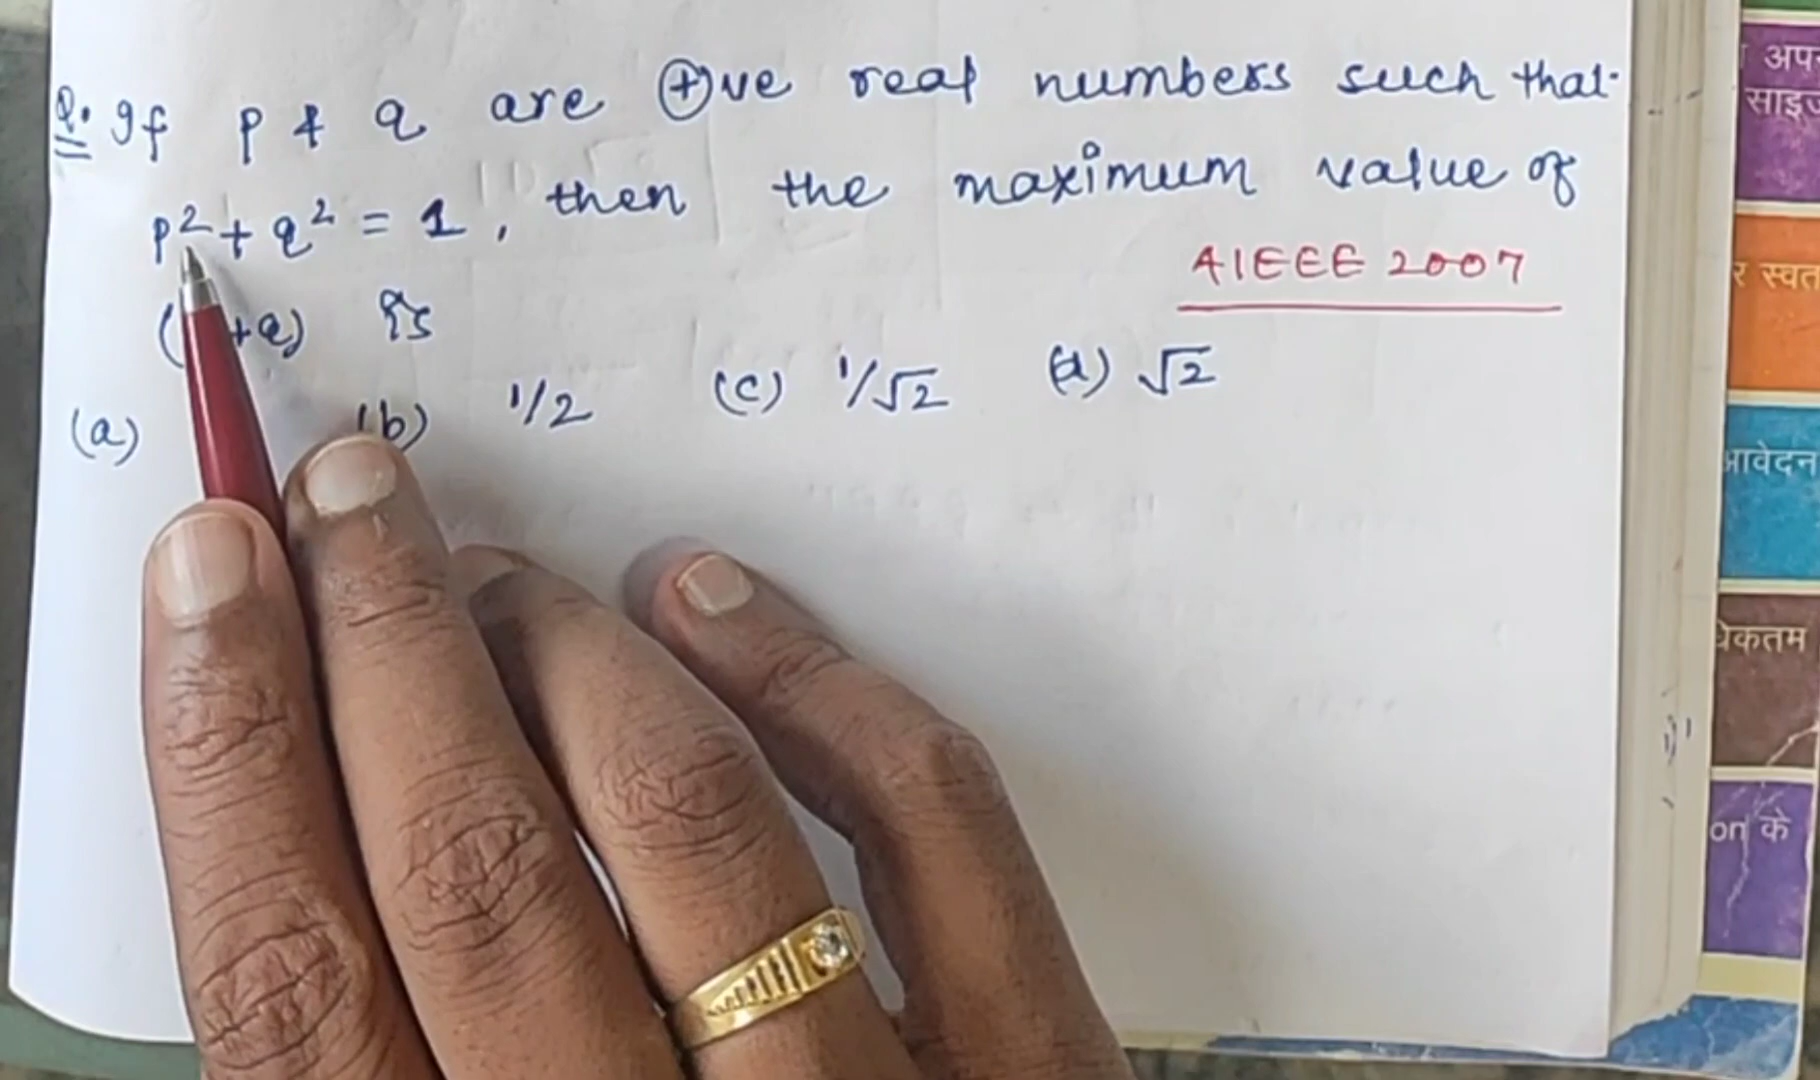 Q. If p & q are ⊕ve real numbers such that
p² + q² = 1, then the maximum value of
( +q) is
AIEEE 2007
(a) (b) 1/2 (c) 1/√2 (d) √2
अप
साइज
र स्वत
आवेदन
धिकतम
on के